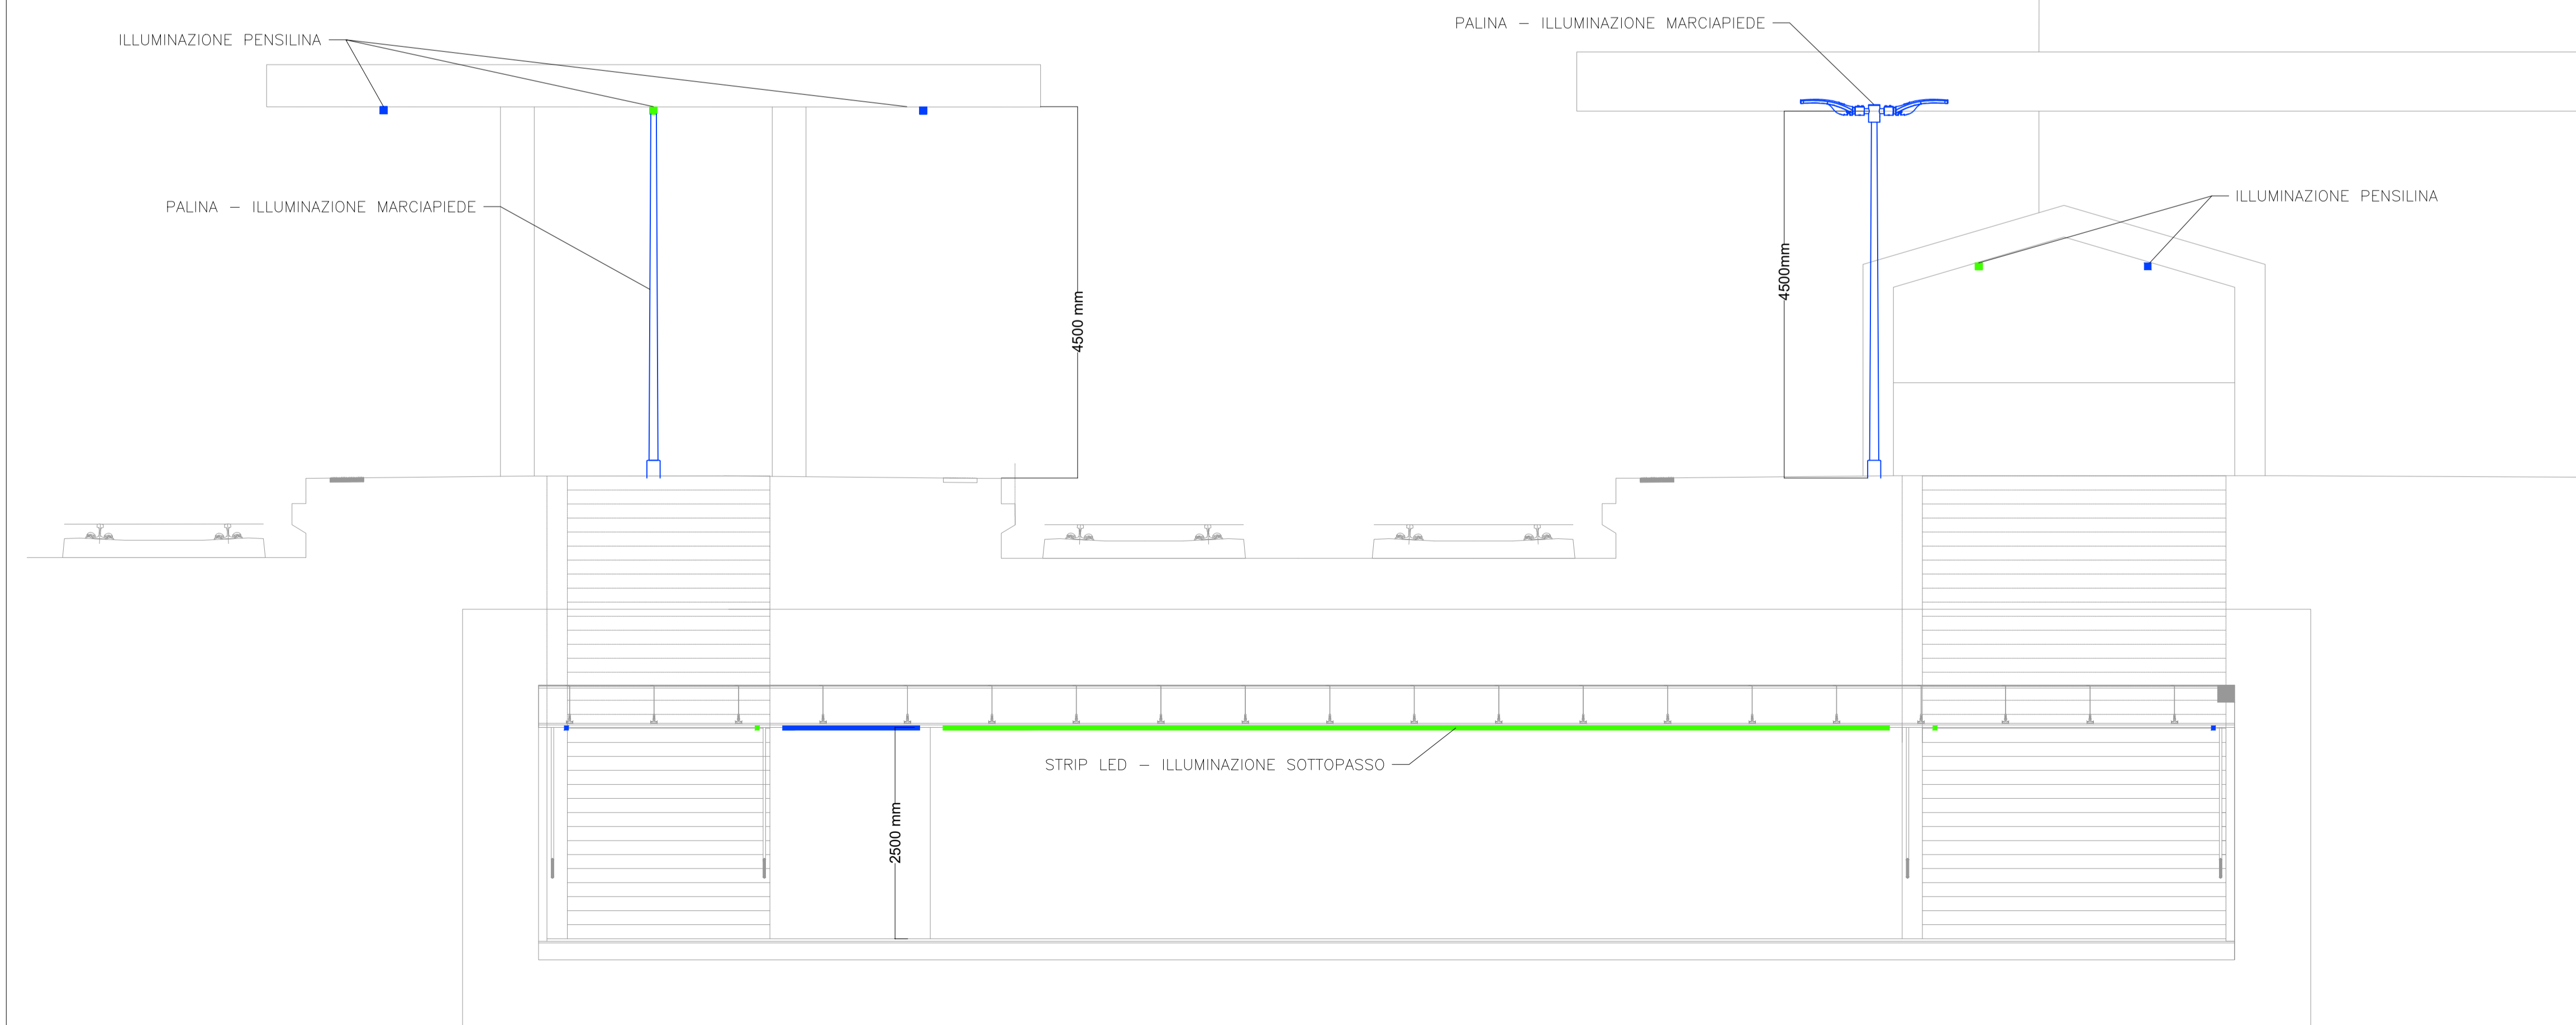 PALINA - ILLUMINAZIONE MARCIAPIEDE
ILLUMINAZIONE PENSILINA
PALINA - ILLUMINAZIONE MARCIAPIEDE
ILLUMINAZIONE PENSILINA
4500 mm
4500mm
STRIP LED - ILLUMINAZIONE SOTTOPASSO
2500 mm